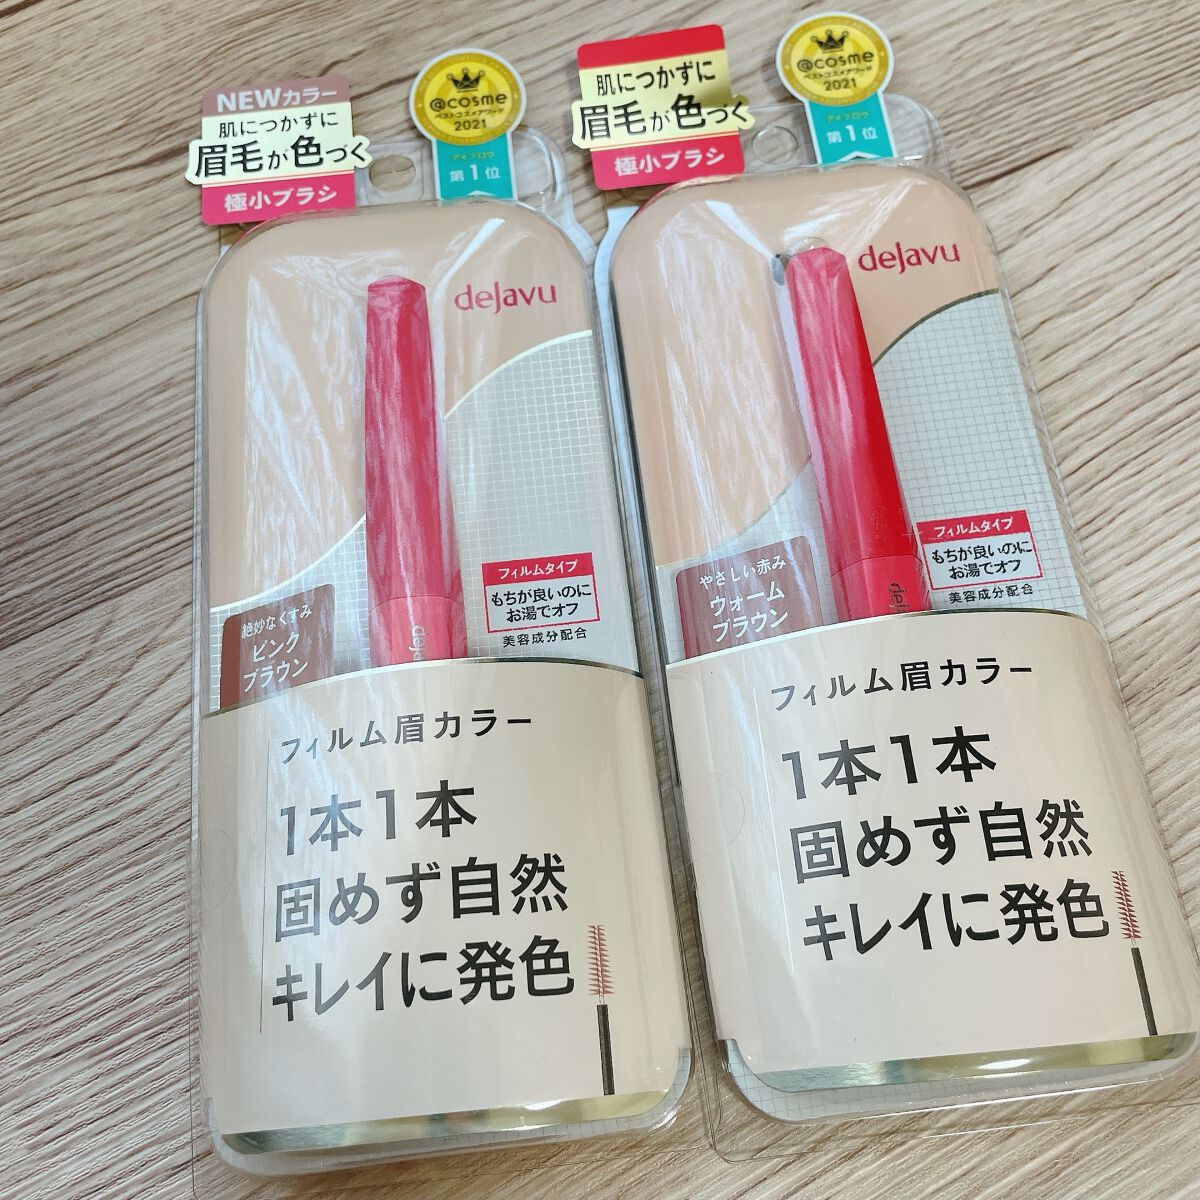 NEWカラー
肌につかずに
眉毛が色づく
極小ブラシ
@cosme
ベストコスメアワード
2021
アイブロウ
第1位
dejavu
絶妙なくすみ
ピンク
ブラウン
フィルムタイプ
もちが良いのに
お湯でオフ
美容成分配合
フィルム眉カラー
1本1本
固めず自然
キレイに発色
肌につかずに
眉毛が色づく
極小ブラシ
@cosme
ベストコスメアワード
2021
アイブロウ
第1位
dejavu
やさしい赤み
ウォーム
ブラウン
フィルムタイプ
もちが良いのに
お湯でオフ
美容成分配合
フィルム眉カラー
1本1本
固めず自然
キレイに発色